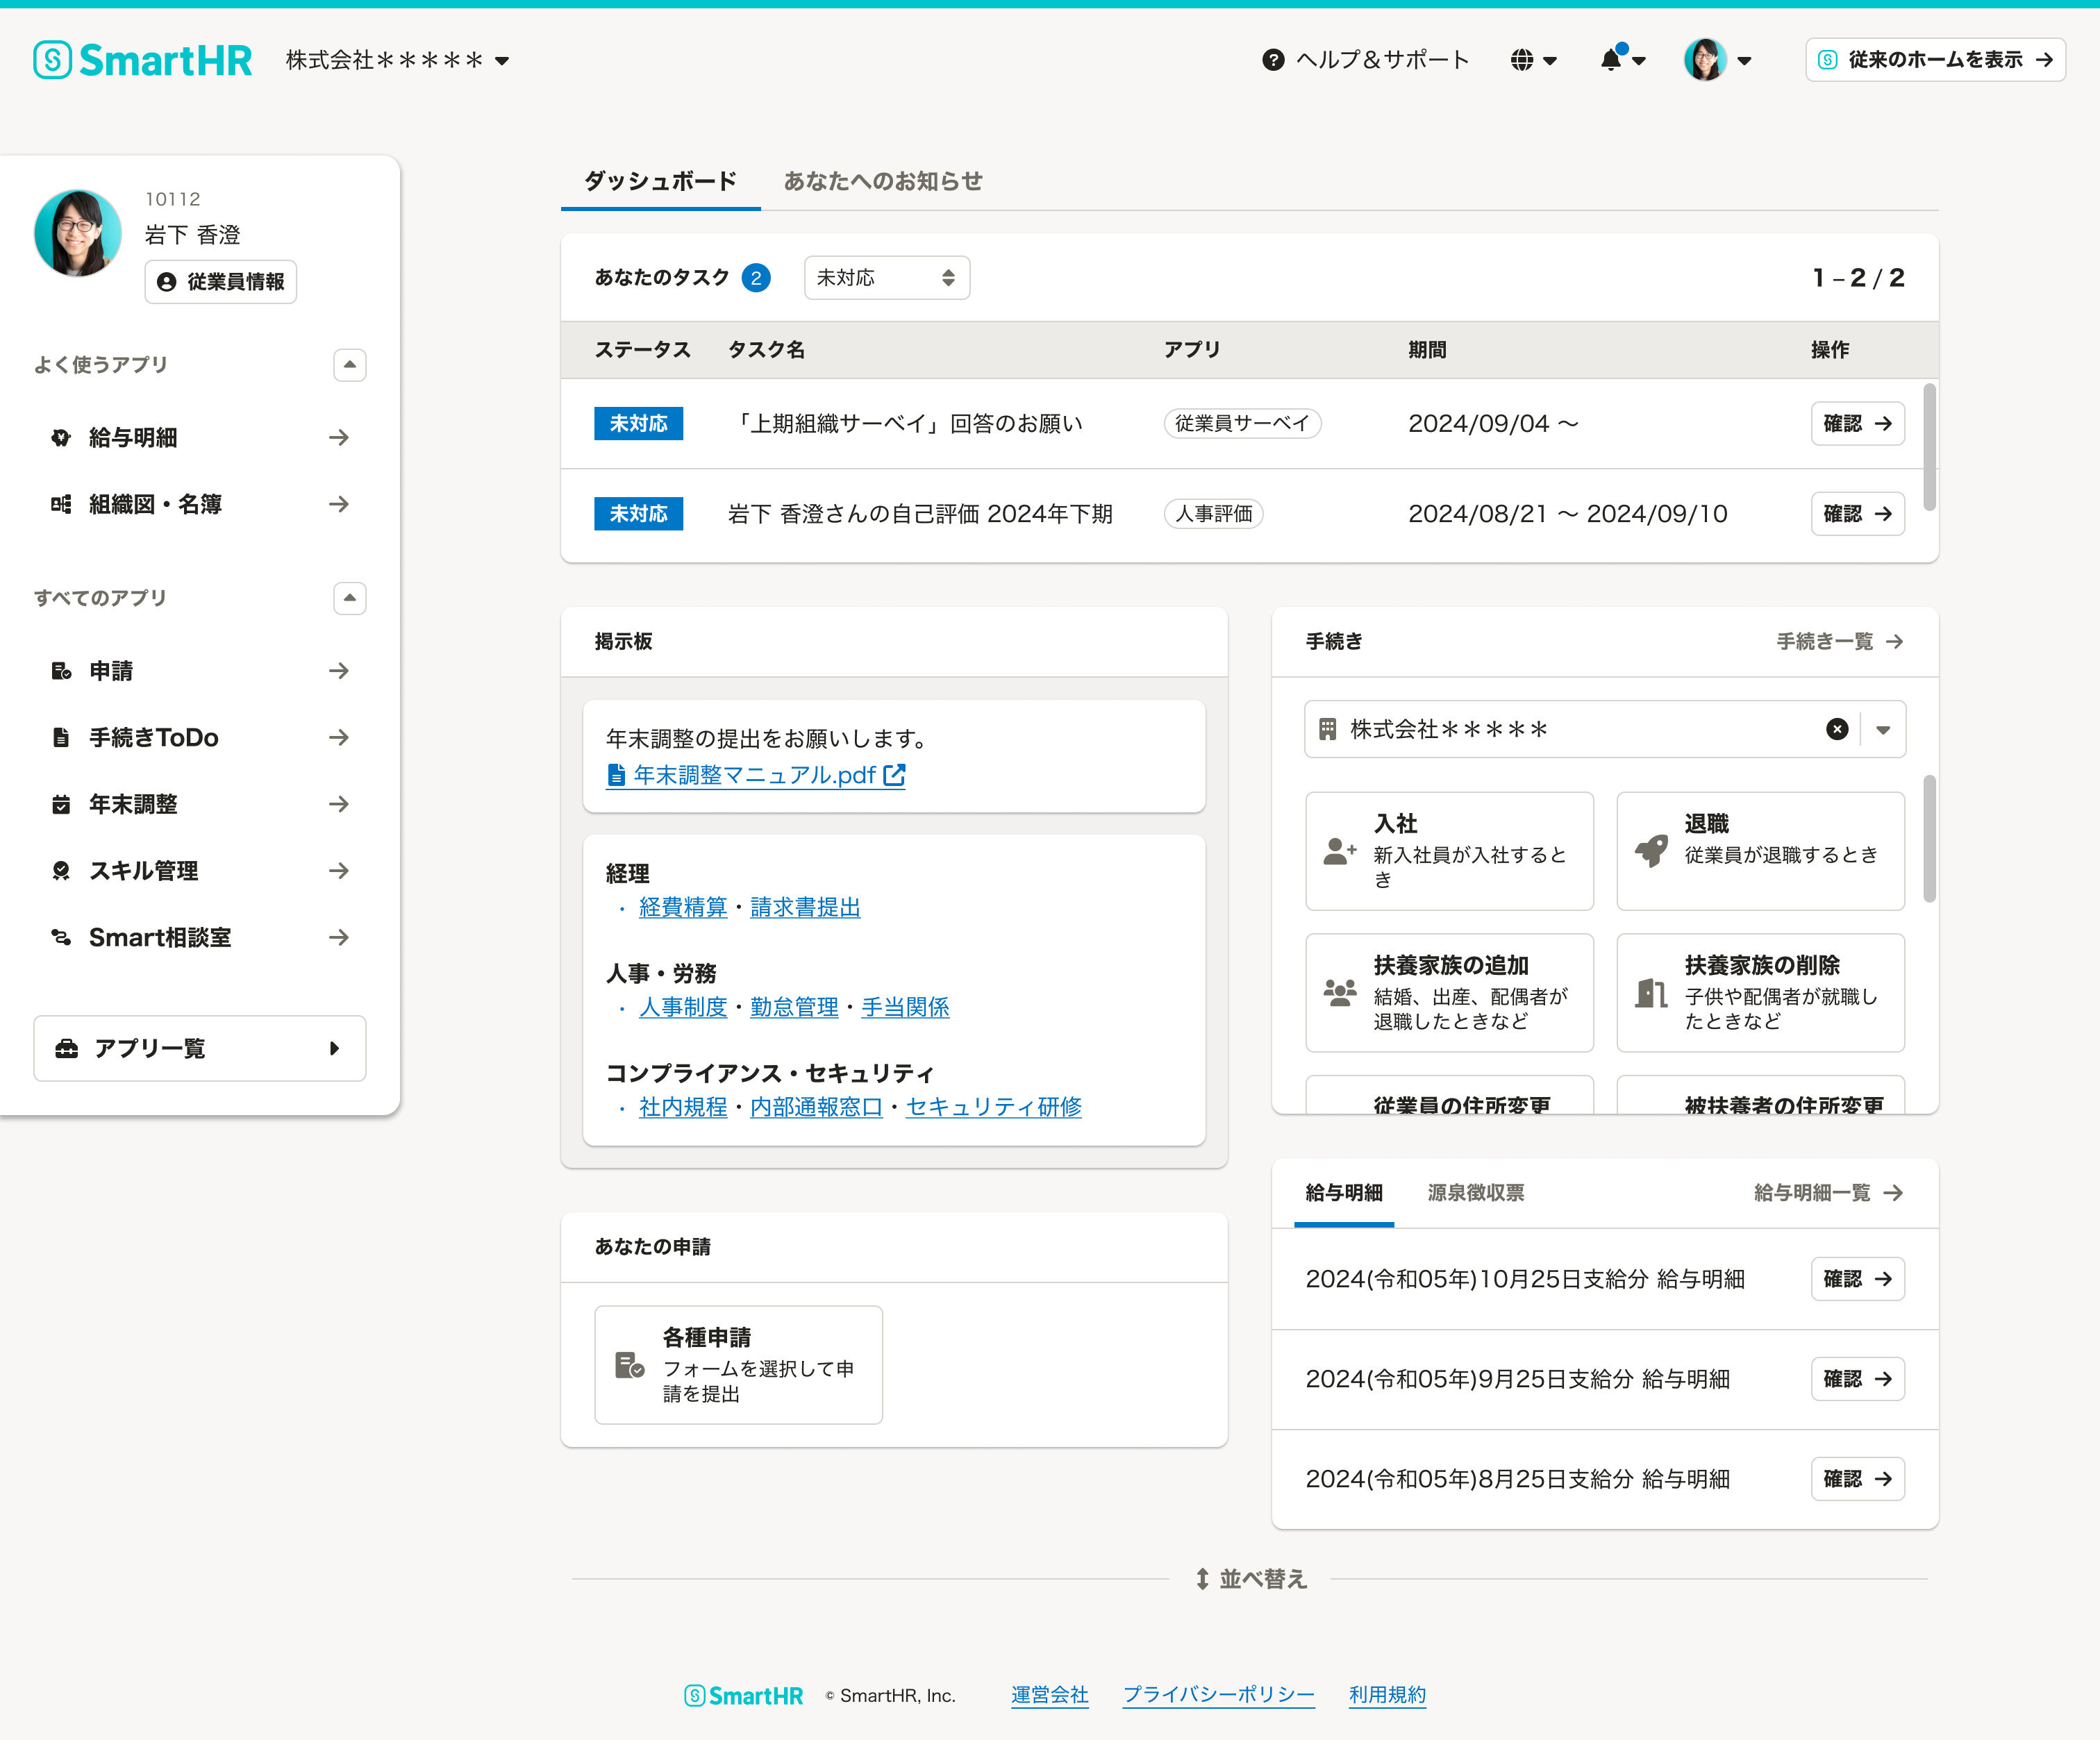 SmartHR
株式会社＊＊＊＊＊
ヘルプ＆サポート
従来のホームを表示
10112
岩下 香澄
従業員情報
よく使うアプリ
給与明細
組織図・名簿
すべてのアプリ
申請
手続きToDo
年末調整
スキル管理
Smart相談室
アプリ一覧
ダッシュボード
あなたへのお知らせ
あなたのタスク 2
未対応
1 – 2 / 2
ステータス タスク名 アプリ 期間 操作
未対応 「上期組織サーベイ」回答のお願い 従業員サーベイ 2024/09/04 〜 確認
未対応 岩下 香澄さんの自己評価 2024年下期 人事評価 2024/08/21 〜 2024/09/10 確認
掲示板
年末調整の提出をお願いします。
年末調整マニュアル.pdf
経理
・経費精算・請求書提出
人事・労務
・人事制度・勤怠管理・手当関係
コンプライアンス・セキュリティ
・社内規程・内部通報窓口・セキュリティ研修
あなたの申請
各種申請
フォームを選択して申
請を提出
手続き
手続き一覧
株式会社＊＊＊＊＊
入社
新入社員が入社すると
き
退職
従業員が退職するとき
扶養家族の追加
結婚、出産、配偶者が
退職したときなど
扶養家族の削除
子供や配偶者が就職し
たときなど
従業員の住所変更
被扶養者の住所変更
給与明細
源泉徴収票
給与明細一覧
2024(令和05年)10月25日支給分 給与明細 確認
2024(令和05年)9月25日支給分 給与明細 確認
2024(令和05年)8月25日支給分 給与明細 確認
並べ替え
SmartHR
© SmartHR, Inc.
運営会社
プライバシーポリシー
利用規約